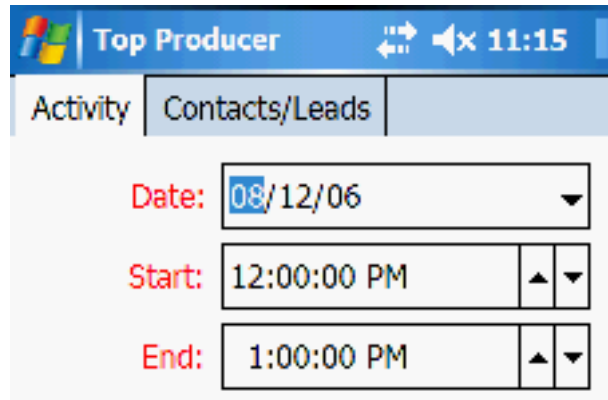 Top Producer 11:15
Activity Contacts/Leads
Date: 08/12/06
Start: 12:00:00 PM
End: 1:00:00 PM